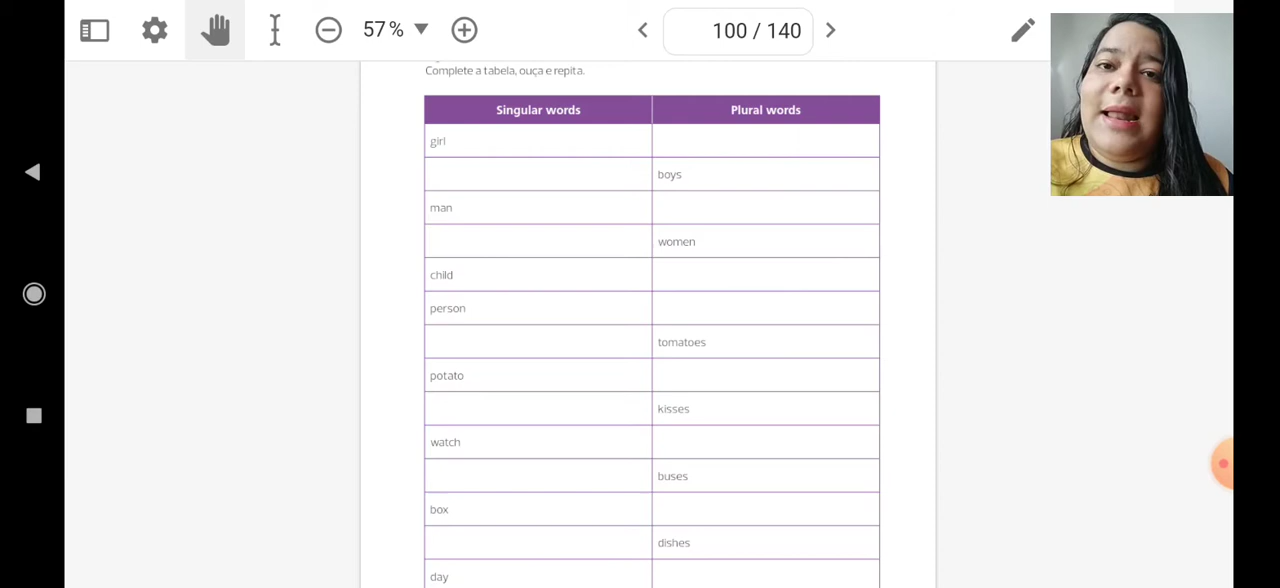 57 %
100 / 140
Complete a tabela, ouça e repita.
Singular words Plural words
girl
boys
man
women
child
person
tomatoes
potato
kisses
watch
buses
box
dishes
day